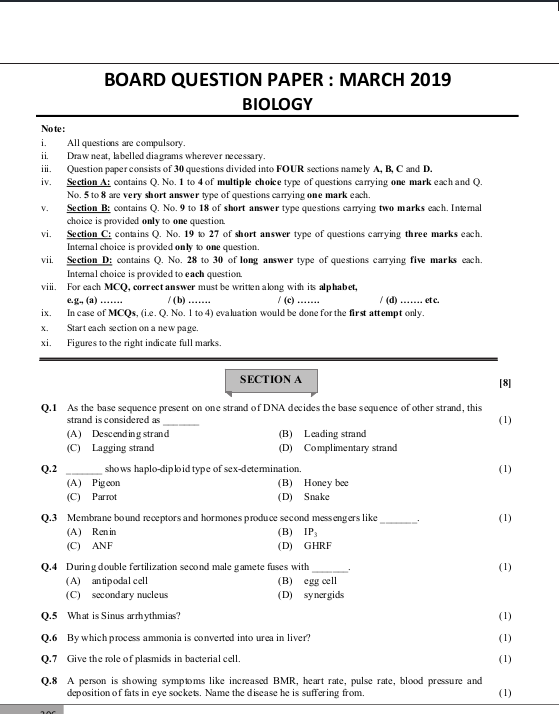 BOARD QUESTION PAPER : MARCH 2019
BIOLOGY
Note:
i. All questions are compulsory.
ii. Draw neat, labelled diagrams wherever necessary.
iii. Question paper consists of 30 questions divided into FOUR sections namely A, B, C and D.
iv. Section A: contains Q. No. 1 to 4 of multiple choice type of questions carrying one mark each and Q.
No. 5 to 8 are very short answer type of questions carrying one mark each.
v. Section B: contains Q. No. 9 to 18 of short answer type questions carrying two marks each. Internal
choice is provided only to one question.
vi. Section C: contains Q. No. 19 to 27 of short answer type of questions carrying three marks each.
Internal choice is provided only to one question.
vii. Section D: contains Q. No. 28 to 30 of long answer type of questions carrying five marks each.
Internal choice is provided to each question.
viii. For each MCQ, correct answer must be written along with its alphabet,
e.g., (a) ……. / (b) ……. / (c) ……. / (d) ……. etc.
ix. In case of MCQs, (i.e. Q. No. 1 to 4) evaluation would be done for the first attempt only.
x. Start each section on a new page.
xi. Figures to the right indicate full marks.
SECTION A [8]
Q.1 As the base sequence present on one strand of DNA decides the base sequence of other strand, this
strand is considered as _______ (1)
(A) Descending strand (B) Leading strand
(C) Lagging strand (D) Complimentary strand
Q.2 _______ shows haplo-diploid type of sex-determination. (1)
(A) Pigeon (B) Honey bee
(C) Parrot (D) Snake
Q.3 Membrane bound receptors and hormones produce second messengers like _______. (1)
(A) Renin (B) IP₃
(C) ANF (D) GHRF
Q.4 During double fertilization second male gamete fuses with _______. (1)
(A) antipodal cell (B) egg cell
(C) secondary nucleus (D) synergids
Q.5 What is Sinus arrhythmias? (1)
Q.6 By which process ammonia is converted into urea in liver? (1)
Q.7 Give the role of plasmids in bacterial cell. (1)
Q.8 A person is showing symptoms like increased BMR, heart rate, pulse rate, blood pressure and
deposition of fats in eye sockets. Name the disease he is suffering from. (1)